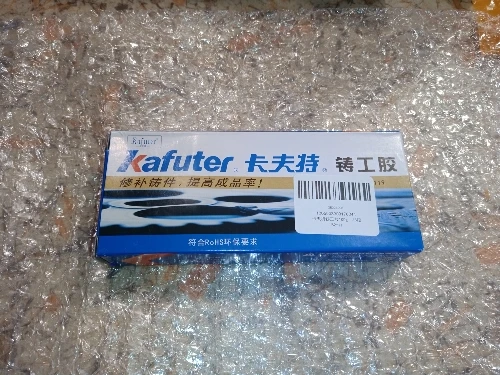 kafuter
Kafuter 卡夫特® 铸工胶
修补铸件，提高成品率！
符合RoHS环保要求